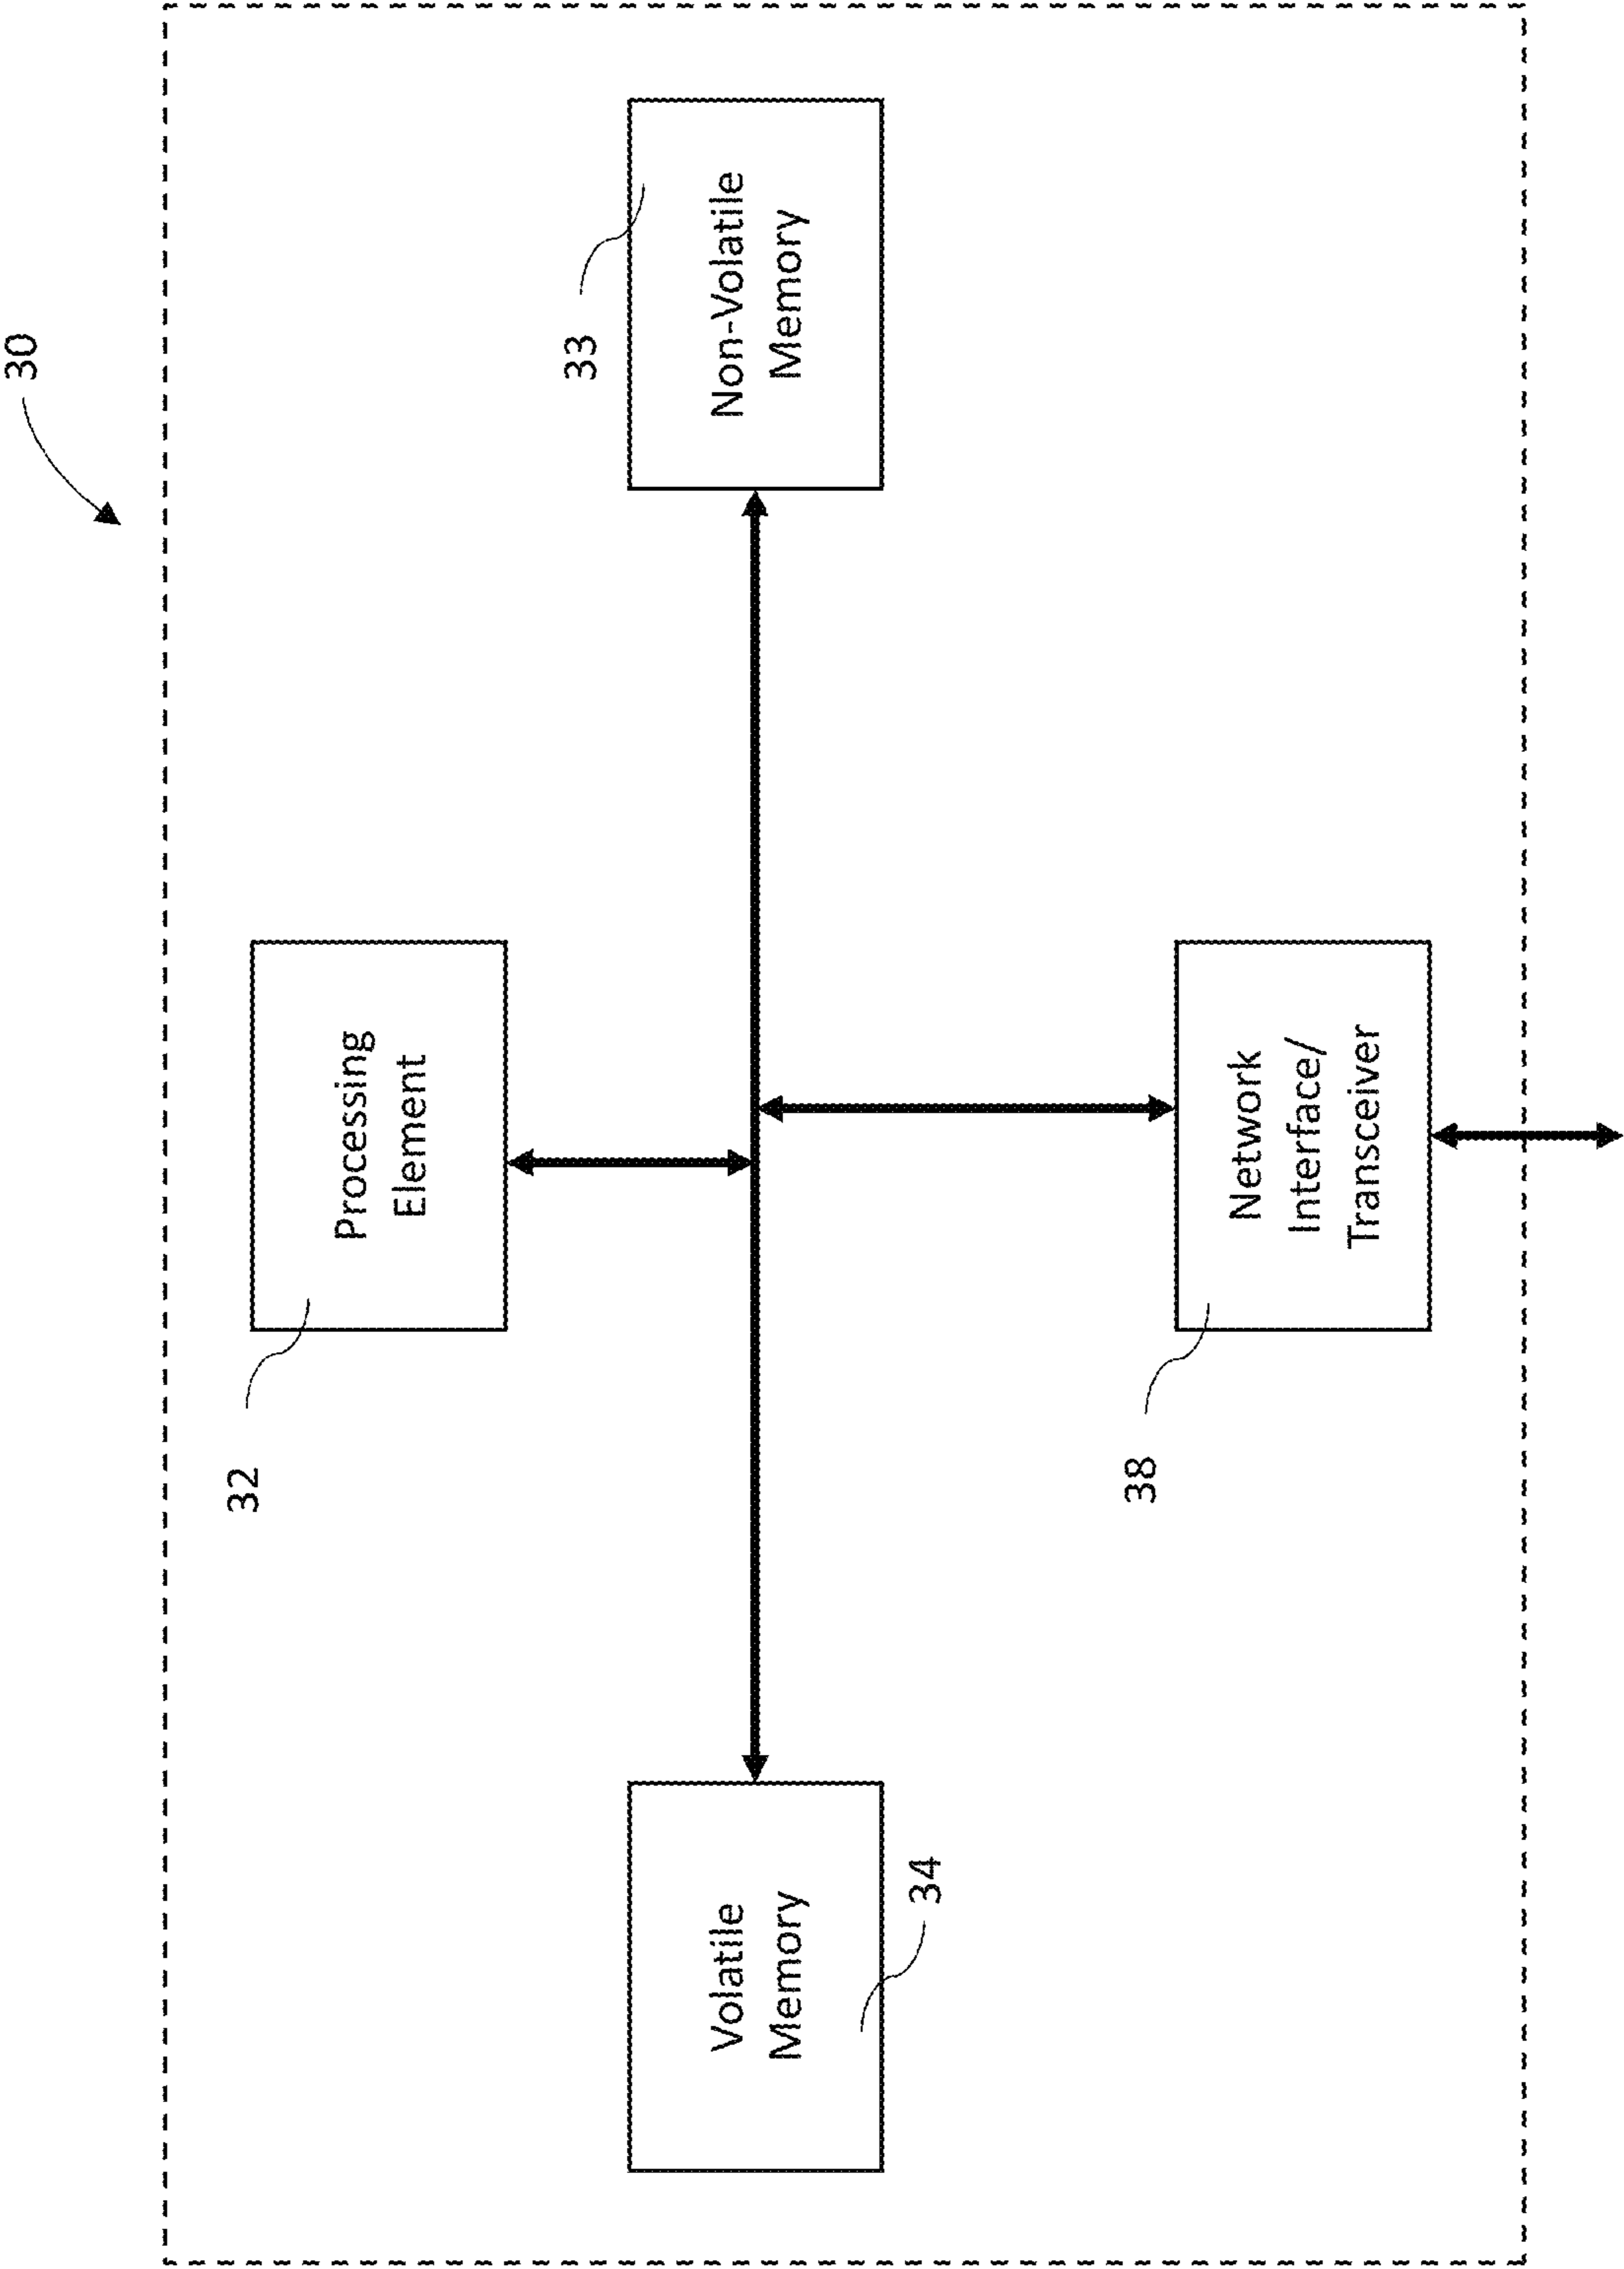 30
32
Processing
Element
Volatile
Memory
34
33
Non-Volatile
Memory
38
Network
Interface/
Transceiver